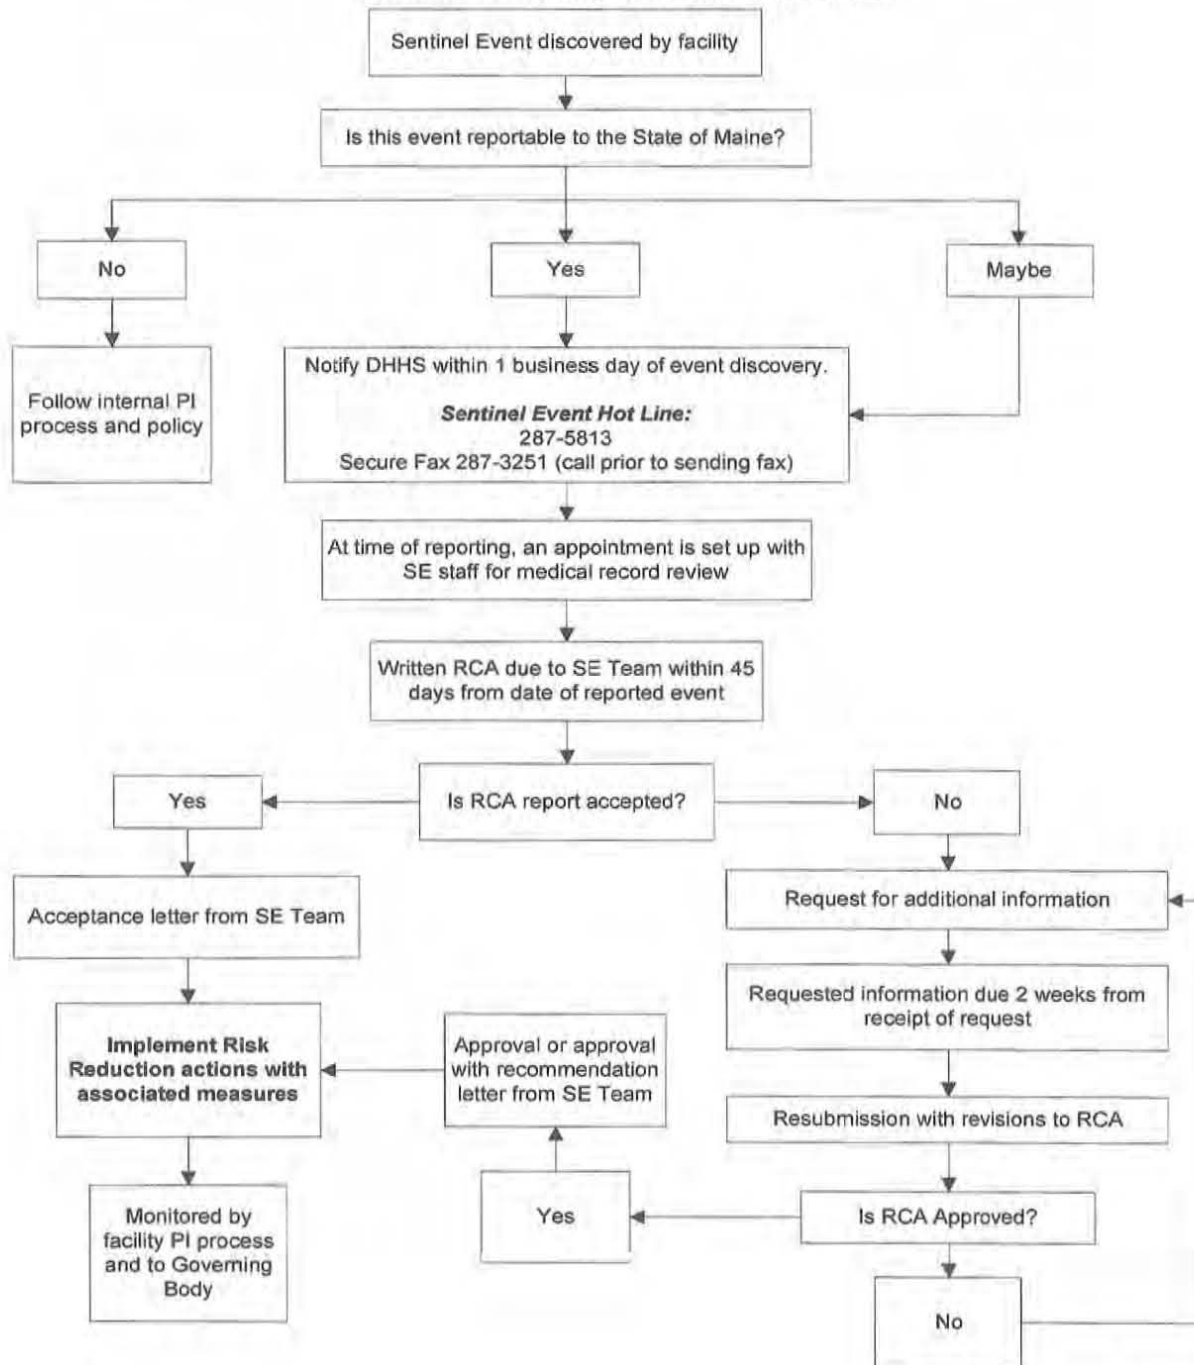 Sentinel Event discovered by facility
Is this event reportable to the State of Maine?
No
Yes
Maybe
Follow internal PI
process and policy
Notify DHHS within 1 business day of event discovery.
Sentinel Event Hot Line:
287-5813
Secure Fax 287-3251 (call prior to sending fax)
At time of reporting, an appointment is set up with
SE staff for medical record review
Written RCA due to SE Team within 45
days from date of reported event
Yes
Is RCA report accepted?
No
Acceptance letter from SE Team
Request for additional information
Requested information due 2 weeks from
receipt of request
Implement Risk
Reduction actions with
associated measures
Approval or approval
with recommendation
letter from SE Team
Resubmission with revisions to RCA
Monitored by
facility PI process
and to Governing
Body
Yes
Is RCA Approved?
No